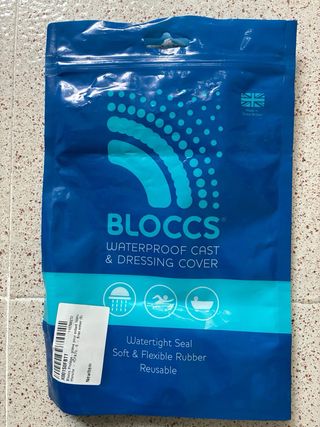 BLOCCS®
WATERPROOF CAST
& DRESSING COVER
Watertight Seal
Soft & Flexible Rubber
Reusable